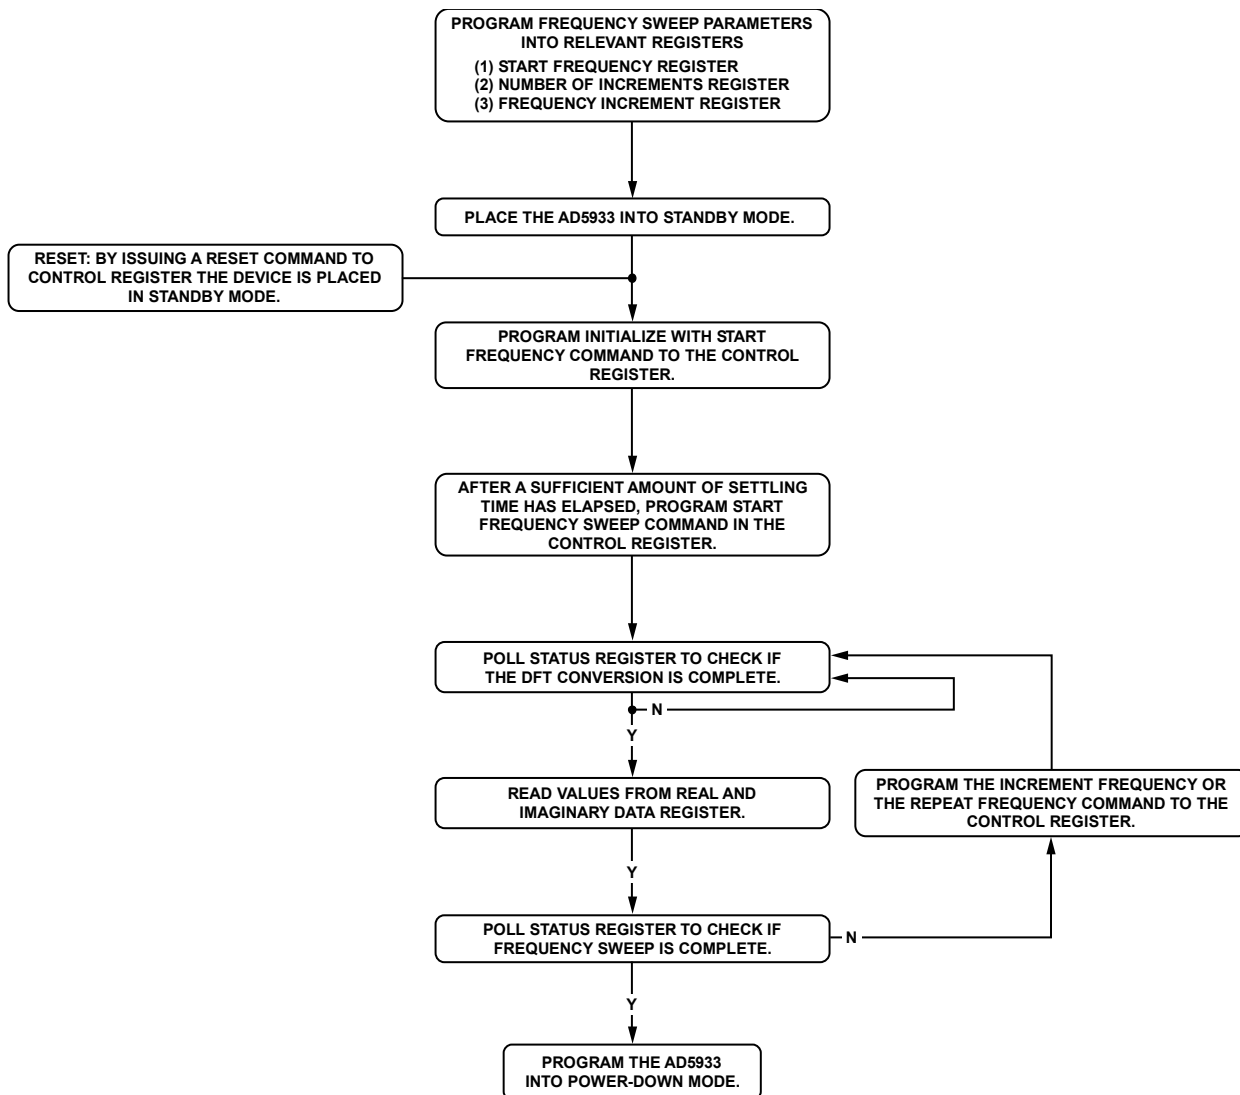 PROGRAM FREQUENCY SWEEP PARAMETERS
INTO RELEVANT REGISTERS
(1) START FREQUENCY REGISTER
(2) NUMBER OF INCREMENTS REGISTER
(3) FREQUENCY INCREMENT REGISTER
PLACE THE AD5933 INTO STANDBY MODE.
RESET: BY ISSUING A RESET COMMAND TO
CONTROL REGISTER THE DEVICE IS PLACED
IN STANDBY MODE.
PROGRAM INITIALIZE WITH START
FREQUENCY COMMAND TO THE CONTROL
REGISTER.
AFTER A SUFFICIENT AMOUNT OF SETTLING
TIME HAS ELAPSED, PROGRAM START
FREQUENCY SWEEP COMMAND IN THE
CONTROL REGISTER.
POLL STATUS REGISTER TO CHECK IF
THE DFT CONVERSION IS COMPLETE.
N
Y
READ VALUES FROM REAL AND
IMAGINARY DATA REGISTER.
PROGRAM THE INCREMENT FREQUENCY OR
THE REPEAT FREQUENCY COMMAND TO THE
CONTROL REGISTER.
Y
POLL STATUS REGISTER TO CHECK IF
FREQUENCY SWEEP IS COMPLETE.
N
Y
PROGRAM THE AD5933
INTO POWER-DOWN MODE.